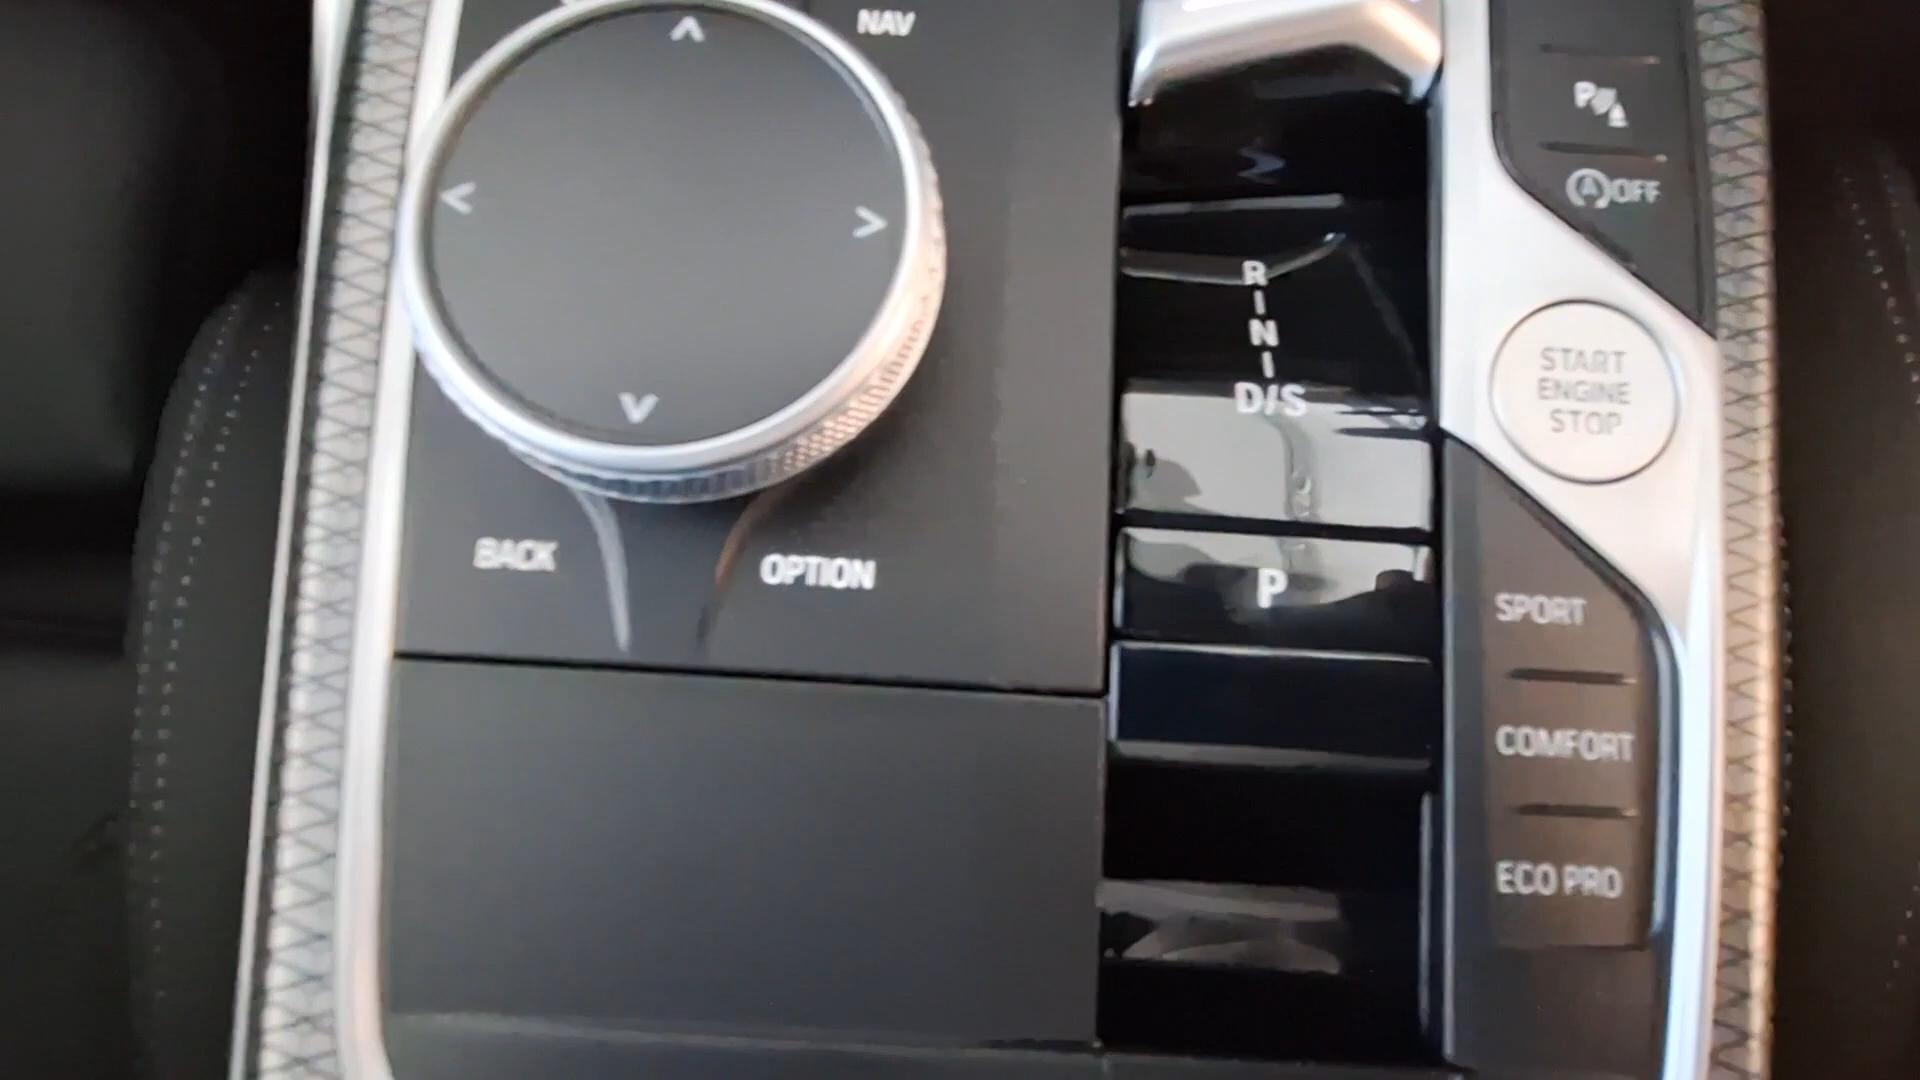 NAV
BACK
OPTION
R
N
D/S
P
P
A OFF
START
ENGINE
STOP
SPORT
COMFORT
ECO PRO